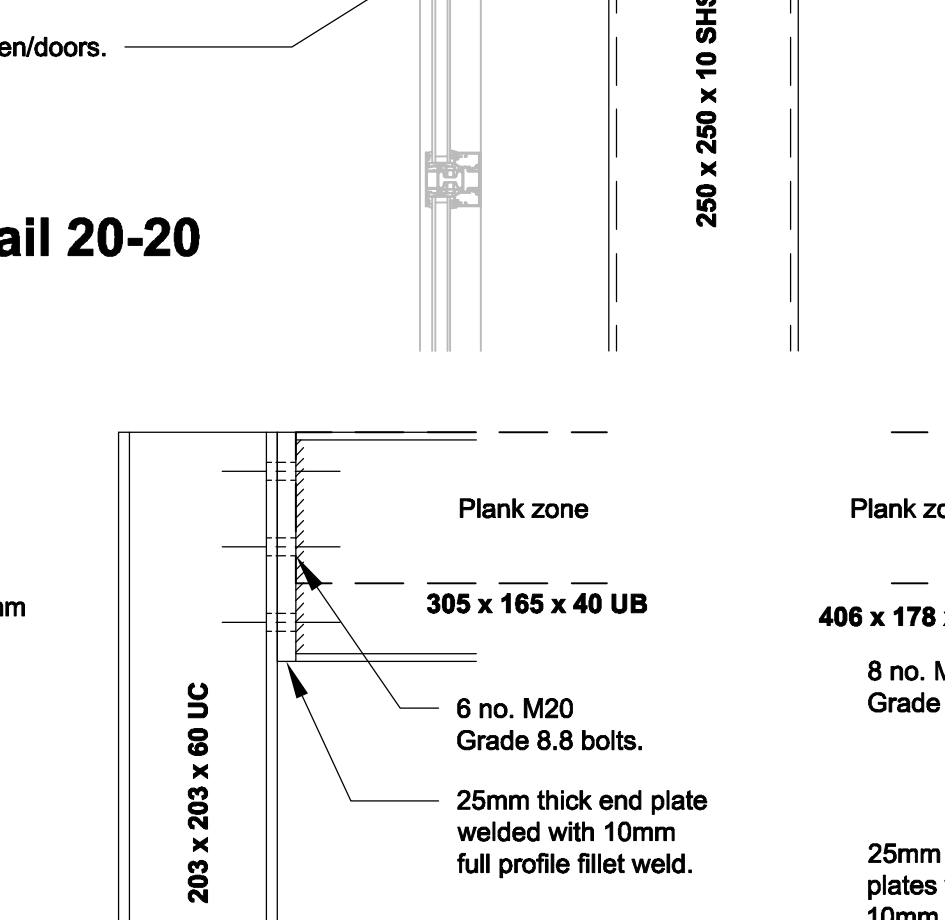 en/doors.
250 x 250 x 10 SHS
ail 20-20
Plank zone
Plank zo
305 x 165 x 40 UB
406 x 178
mm
203 x 203 x 60 UC
6 no. M20
Grade 8.8 bolts.
25mm thick end plate
welded with 10mm
full profile fillet weld.
8 no. M
Grade
25mm
plates
10mm